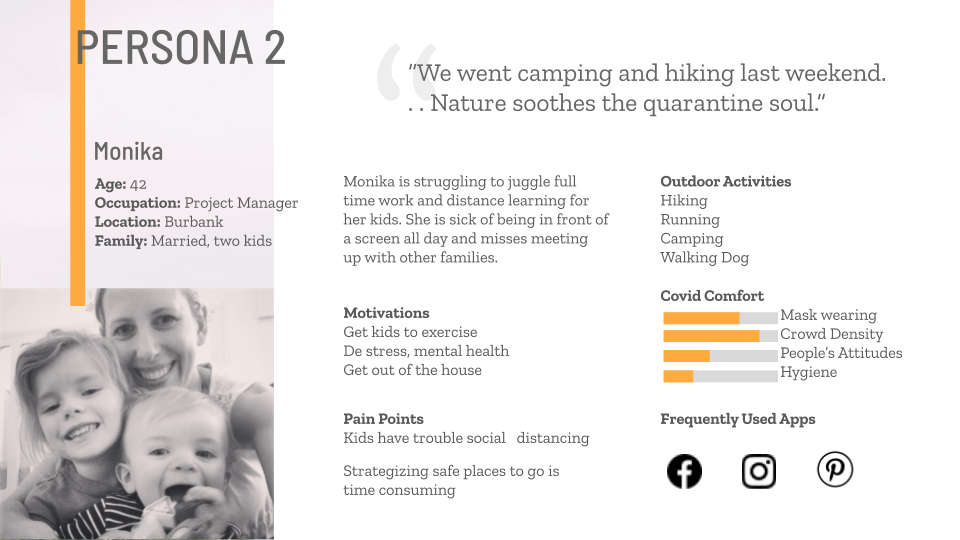 PERSONA 2
“
"We went camping and hiking last weekend.
. . Nature soothes the quarantine soul.”
Monika
Age: 42
Occupation: Project Manager
Location: Burbank
Family: Married, two kids
Monika is struggling to juggle full
time work and distance learning for
her kids. She is sick of being in front of
a screen all day and misses meeting
up with other families.
Motivations
Get kids to exercise
De stress, mental health
Get out of the house
Pain Points
Kids have trouble social distancing
Strategizing safe places to go is
time consuming
Outdoor Activities
Hiking
Running
Camping
Walking Dog
Covid Comfort
Mask wearing
Crowd Density
People’s Attitudes
Hygiene
Frequently Used Apps